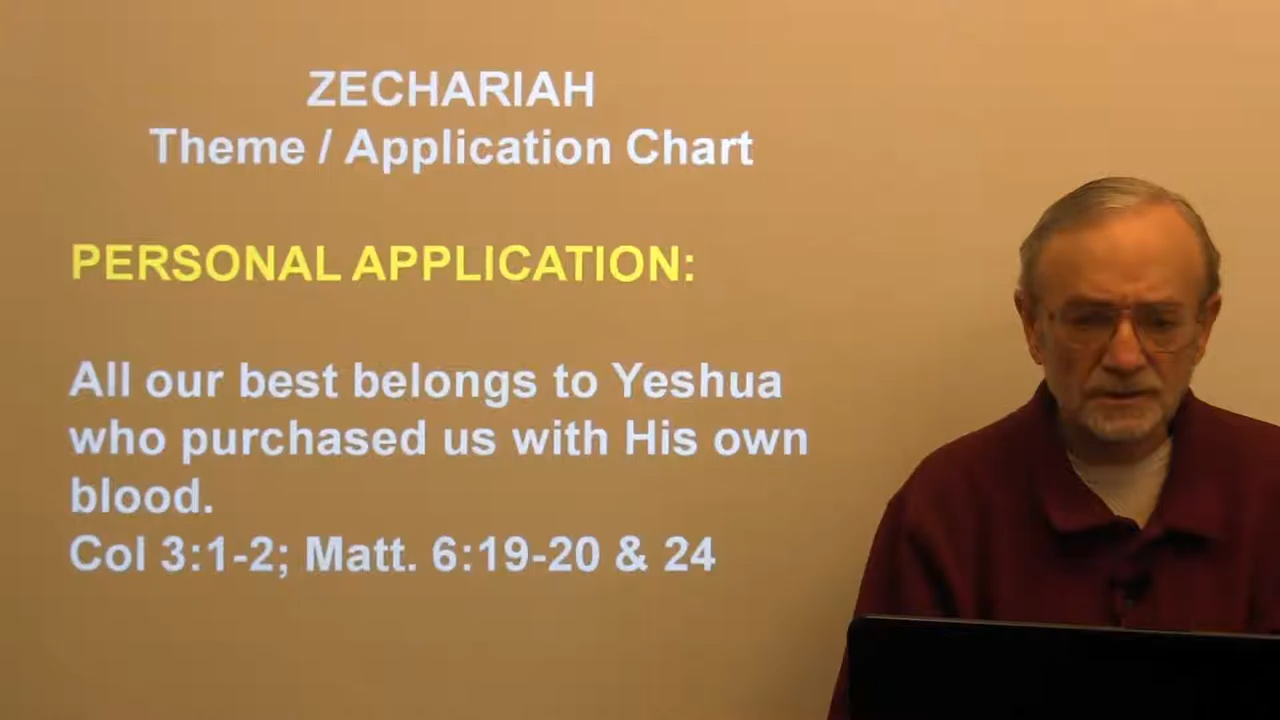 ZECHARIAH
Theme / Application Chart
PERSONAL APPLICATION:
All our best belongs to Yeshua
who purchased us with His own
blood.
Col 3:1-2; Matt. 6:19-20 & 24